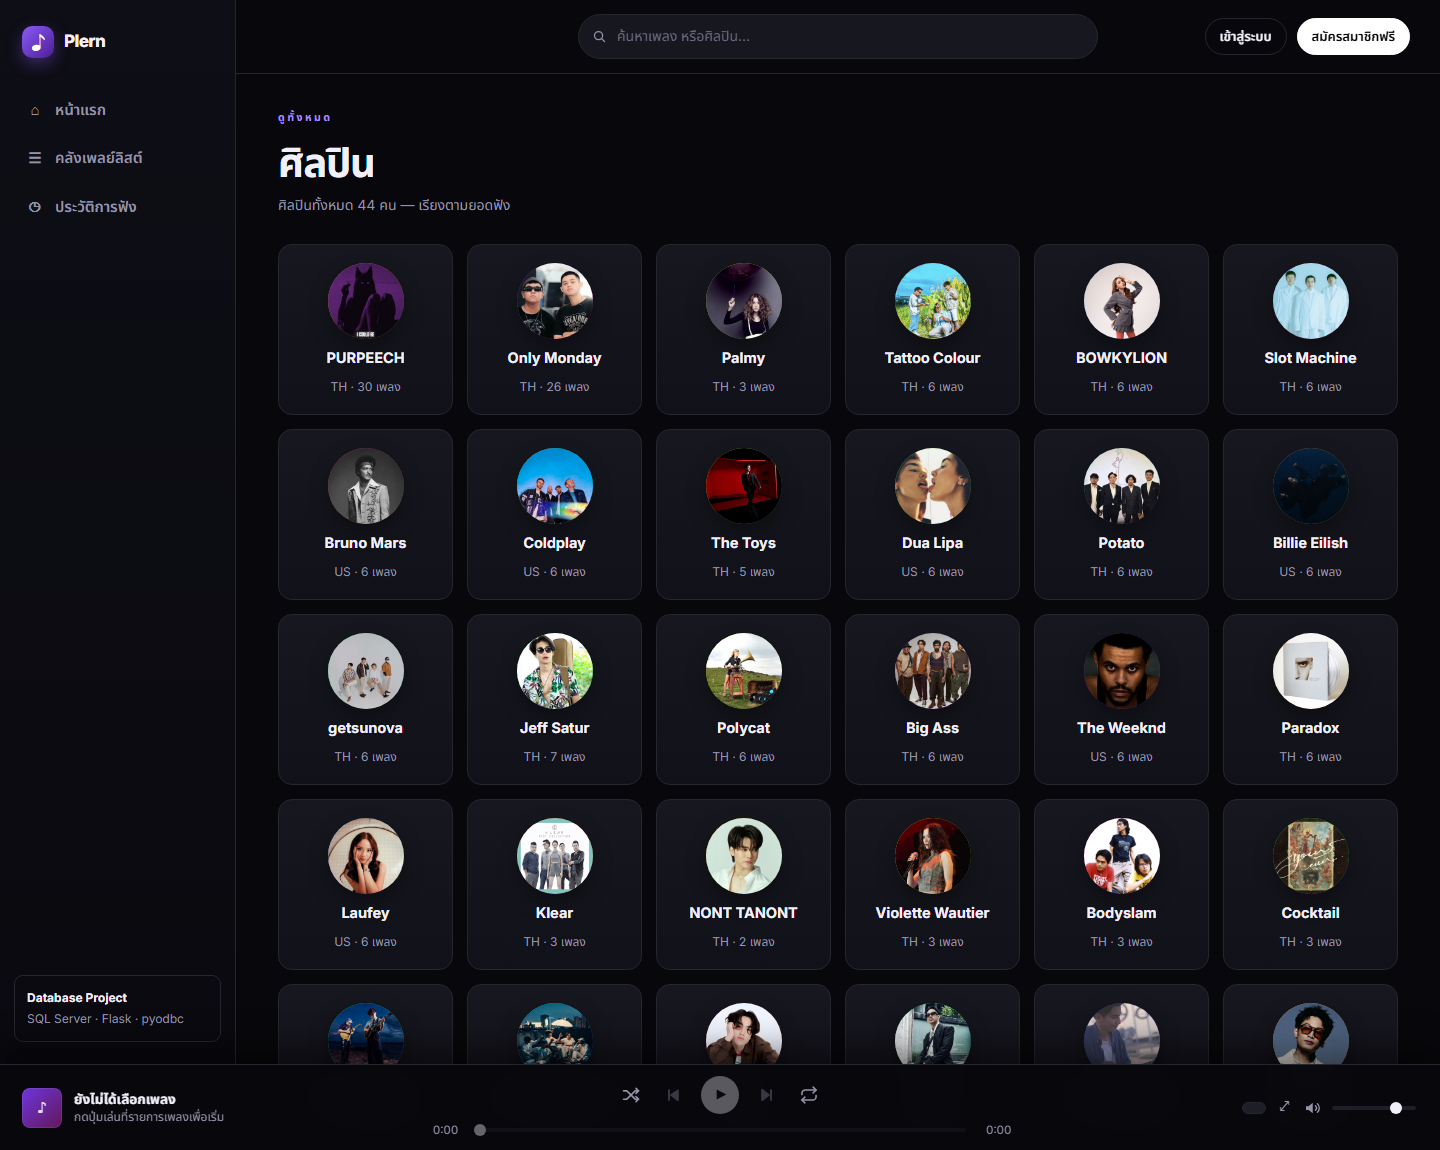 Plern
ค้นหาเพลง หรือศิลปิน...
เข้าสู่ระบบ
สมัครสมาชิกฟรี
หน้าแรก
คลังเพลย์ลิสต์
ประวัติการฟัง
ดูทั้งหมด
ศิลปิน
ศิลปินทั้งหมด 44 คน — เรียงตามยอดฟัง
PURPEECH
TH · 30 เพลง
Only Monday
TH · 26 เพลง
Palmy
TH · 3 เพลง
Tattoo Colour
TH · 6 เพลง
BOWKYLION
TH · 6 เพลง
Slot Machine
TH · 6 เพลง
Bruno Mars
US · 6 เพลง
Coldplay
US · 6 เพลง
The Toys
TH · 5 เพลง
Dua Lipa
US · 6 เพลง
Potato
TH · 6 เพลง
Billie Eilish
US · 6 เพลง
getsunova
TH · 6 เพลง
Jeff Satur
TH · 7 เพลง
Polycat
TH · 6 เพลง
Big Ass
TH · 6 เพลง
The Weeknd
US · 6 เพลง
Paradox
TH · 6 เพลง
Laufey
US · 6 เพลง
Klear
TH · 3 เพลง
NONT TANONT
TH · 2 เพลง
Violette Wautier
TH · 3 เพลง
Bodyslam
TH · 3 เพลง
Cocktail
TH · 3 เพลง
Database Project
SQL Server · Flask · pyodbc
ยังไม่ได้เลือกเพลง
กดปุ่มเล่นที่รายการเพลงเพื่อเริ่ม
0:00
0:00